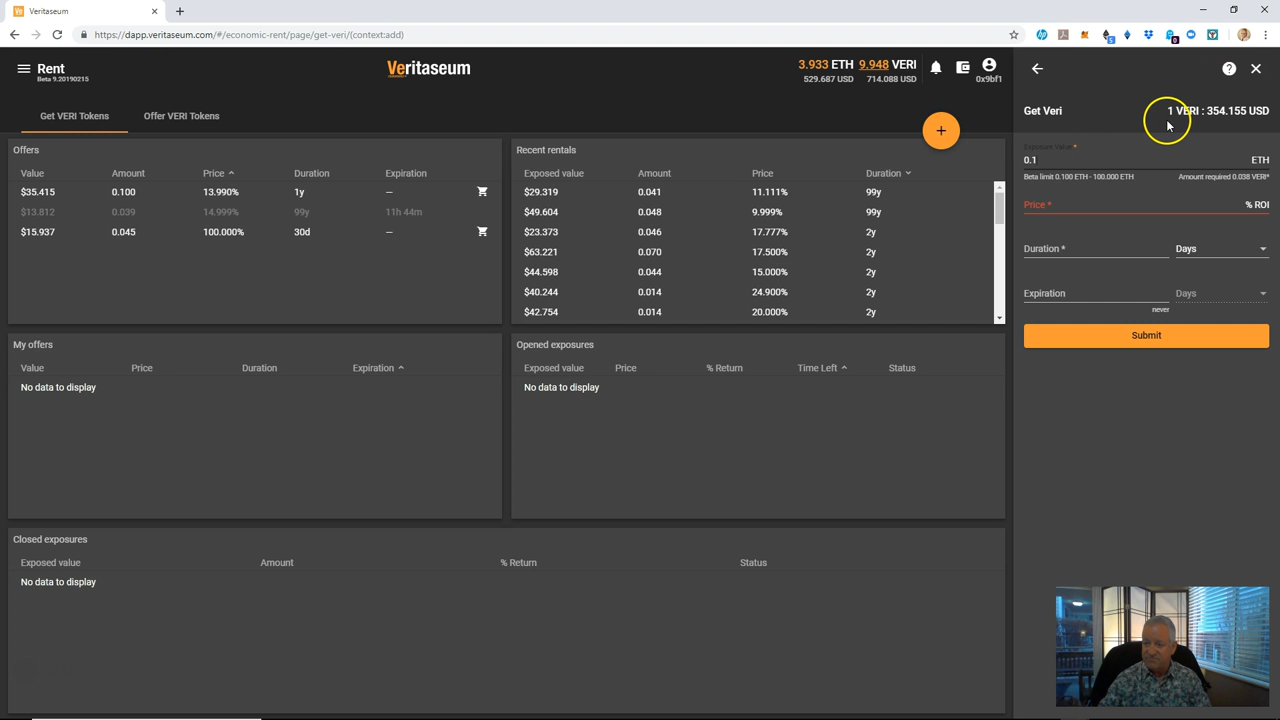 Veritaseum
https://dapp.veritaseum.com/#/economic-rent/page/get-veri/(context:add)
Rent
Beta 9.20190215
Veritaseum
3.933 ETH 9.948 VERI
529.687 USD 714.088 USD
0x9bf1
Get VERI Tokens Offer VERI Tokens
Offers
Value Amount Price Duration Expiration
$35.415 0.100 13.990% 1y —
$13.812 0.039 14.999% 99y 11h 44m
$15.937 0.045 100.000% 30d —
Recent rentals
Exposed value Amount Price Duration
$29.319 0.041 11.111% 99y
$49.604 0.048 9.999% 99y
$23.373 0.046 17.777% 2y
$63.221 0.070 17.500% 2y
$44.598 0.044 15.000% 2y
$40.244 0.014 24.900% 2y
$42.754 0.014 20.000% 2y
My offers
Value Price Duration Expiration
No data to display
Opened exposures
Exposed value Price % Return Time Left Status
No data to display
Closed exposures
Exposed value Amount % Return Status
No data to display
Get Veri 1 VERI : 354.155 USD
Exposure Value *
0.1 ETH
Beta limit 0.100 ETH - 100.000 ETH Amount required 0.038 VERI*
Price * % ROI
Duration * Days
Expiration Days
never
Submit